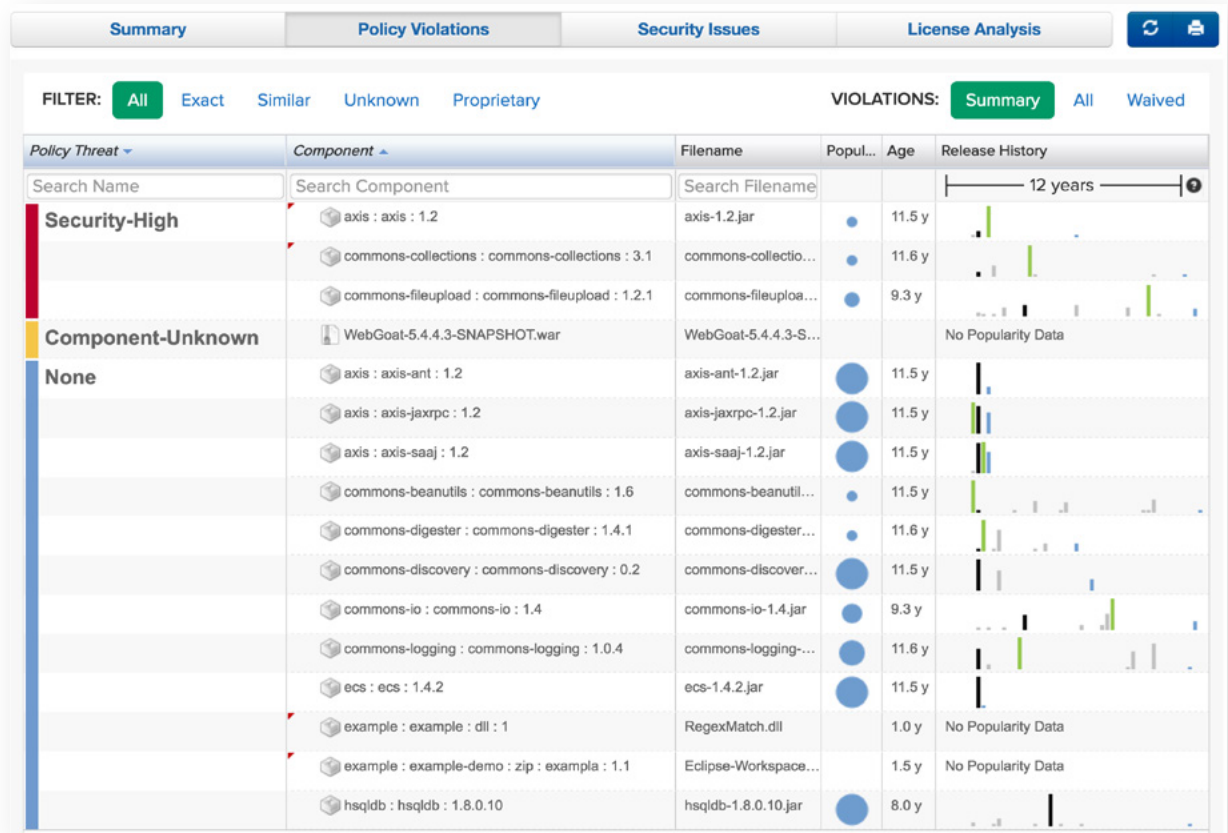 Summary Policy Violations Security Issues License Analysis
FILTER: All Exact Similar Unknown Proprietary VIOLATIONS: Summary All Waived
Policy Threat Component Filename Popul... Age Release History
Search Name Search Component Search Filename 12 years ?
Security-High axis : axis : 1.2 axis-1.2.jar 11.5 y
commons-collections : commons-collections : 3.1 commons-collectio... 11.6 y
commons-fileupload : commons-fileupload : 1.2.1 commons-fileuploa... 9.3 y
Component-Unknown WebGoat-5.4.4.3-SNAPSHOT.war WebGoat-5.4.4.3-S... No Popularity Data
None axis : axis-ant : 1.2 axis-ant-1.2.jar 11.5 y
axis : axis-jaxrpc : 1.2 axis-jaxrpc-1.2.jar 11.5 y
axis : axis-saaj : 1.2 axis-saaj-1.2.jar 11.5 y
commons-beanutils : commons-beanutils : 1.6 commons-beanutil... 11.5 y
commons-digester : commons-digester : 1.4.1 commons-digester... 11.6 y
commons-discovery : commons-discovery : 0.2 commons-discover... 11.5 y
commons-io : commons-io : 1.4 commons-io-1.4.jar 9.3 y
commons-logging : commons-logging : 1.0.4 commons-logging-... 11.6 y
ecs : ecs : 1.4.2 ecs-1.4.2.jar 11.5 y
example : example : dll : 1 RegexMatch.dll 1.0 y No Popularity Data
example : example-demo : zip : exampla : 1.1 Eclipse-Workspace... 1.5 y No Popularity Data
hsqldb : hsqldb : 1.8.0.10 hsqldb-1.8.0.10.jar 8.0 y